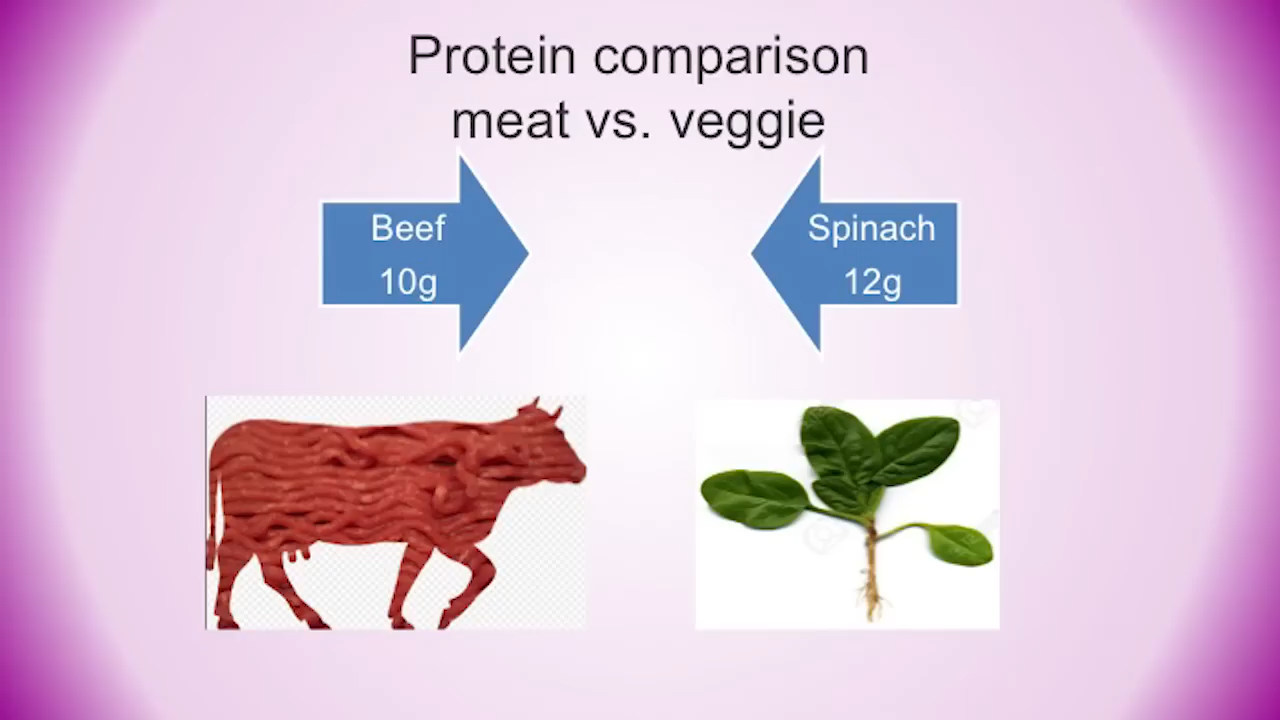 Protein comparison
meat vs. veggie
Beef
10g
Spinach
12g